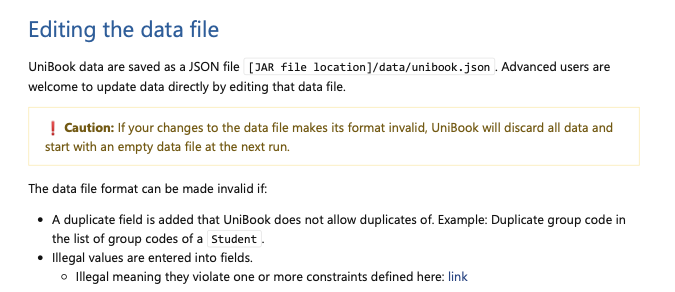 Editing the data file
UniBook data are saved as a JSON file [JAR file location]/data/unibook.json . Advanced users are
welcome to update data directly by editing that data file.
❗ Caution: If your changes to the data file makes its format invalid, UniBook will discard all data and
start with an empty data file at the next run.
The data file format can be made invalid if:
• A duplicate field is added that UniBook does not allow duplicates of. Example: Duplicate group code in
the list of group codes of a Student .
• Illegal values are entered into fields.
○ Illegal meaning they violate one or more constraints defined here: link